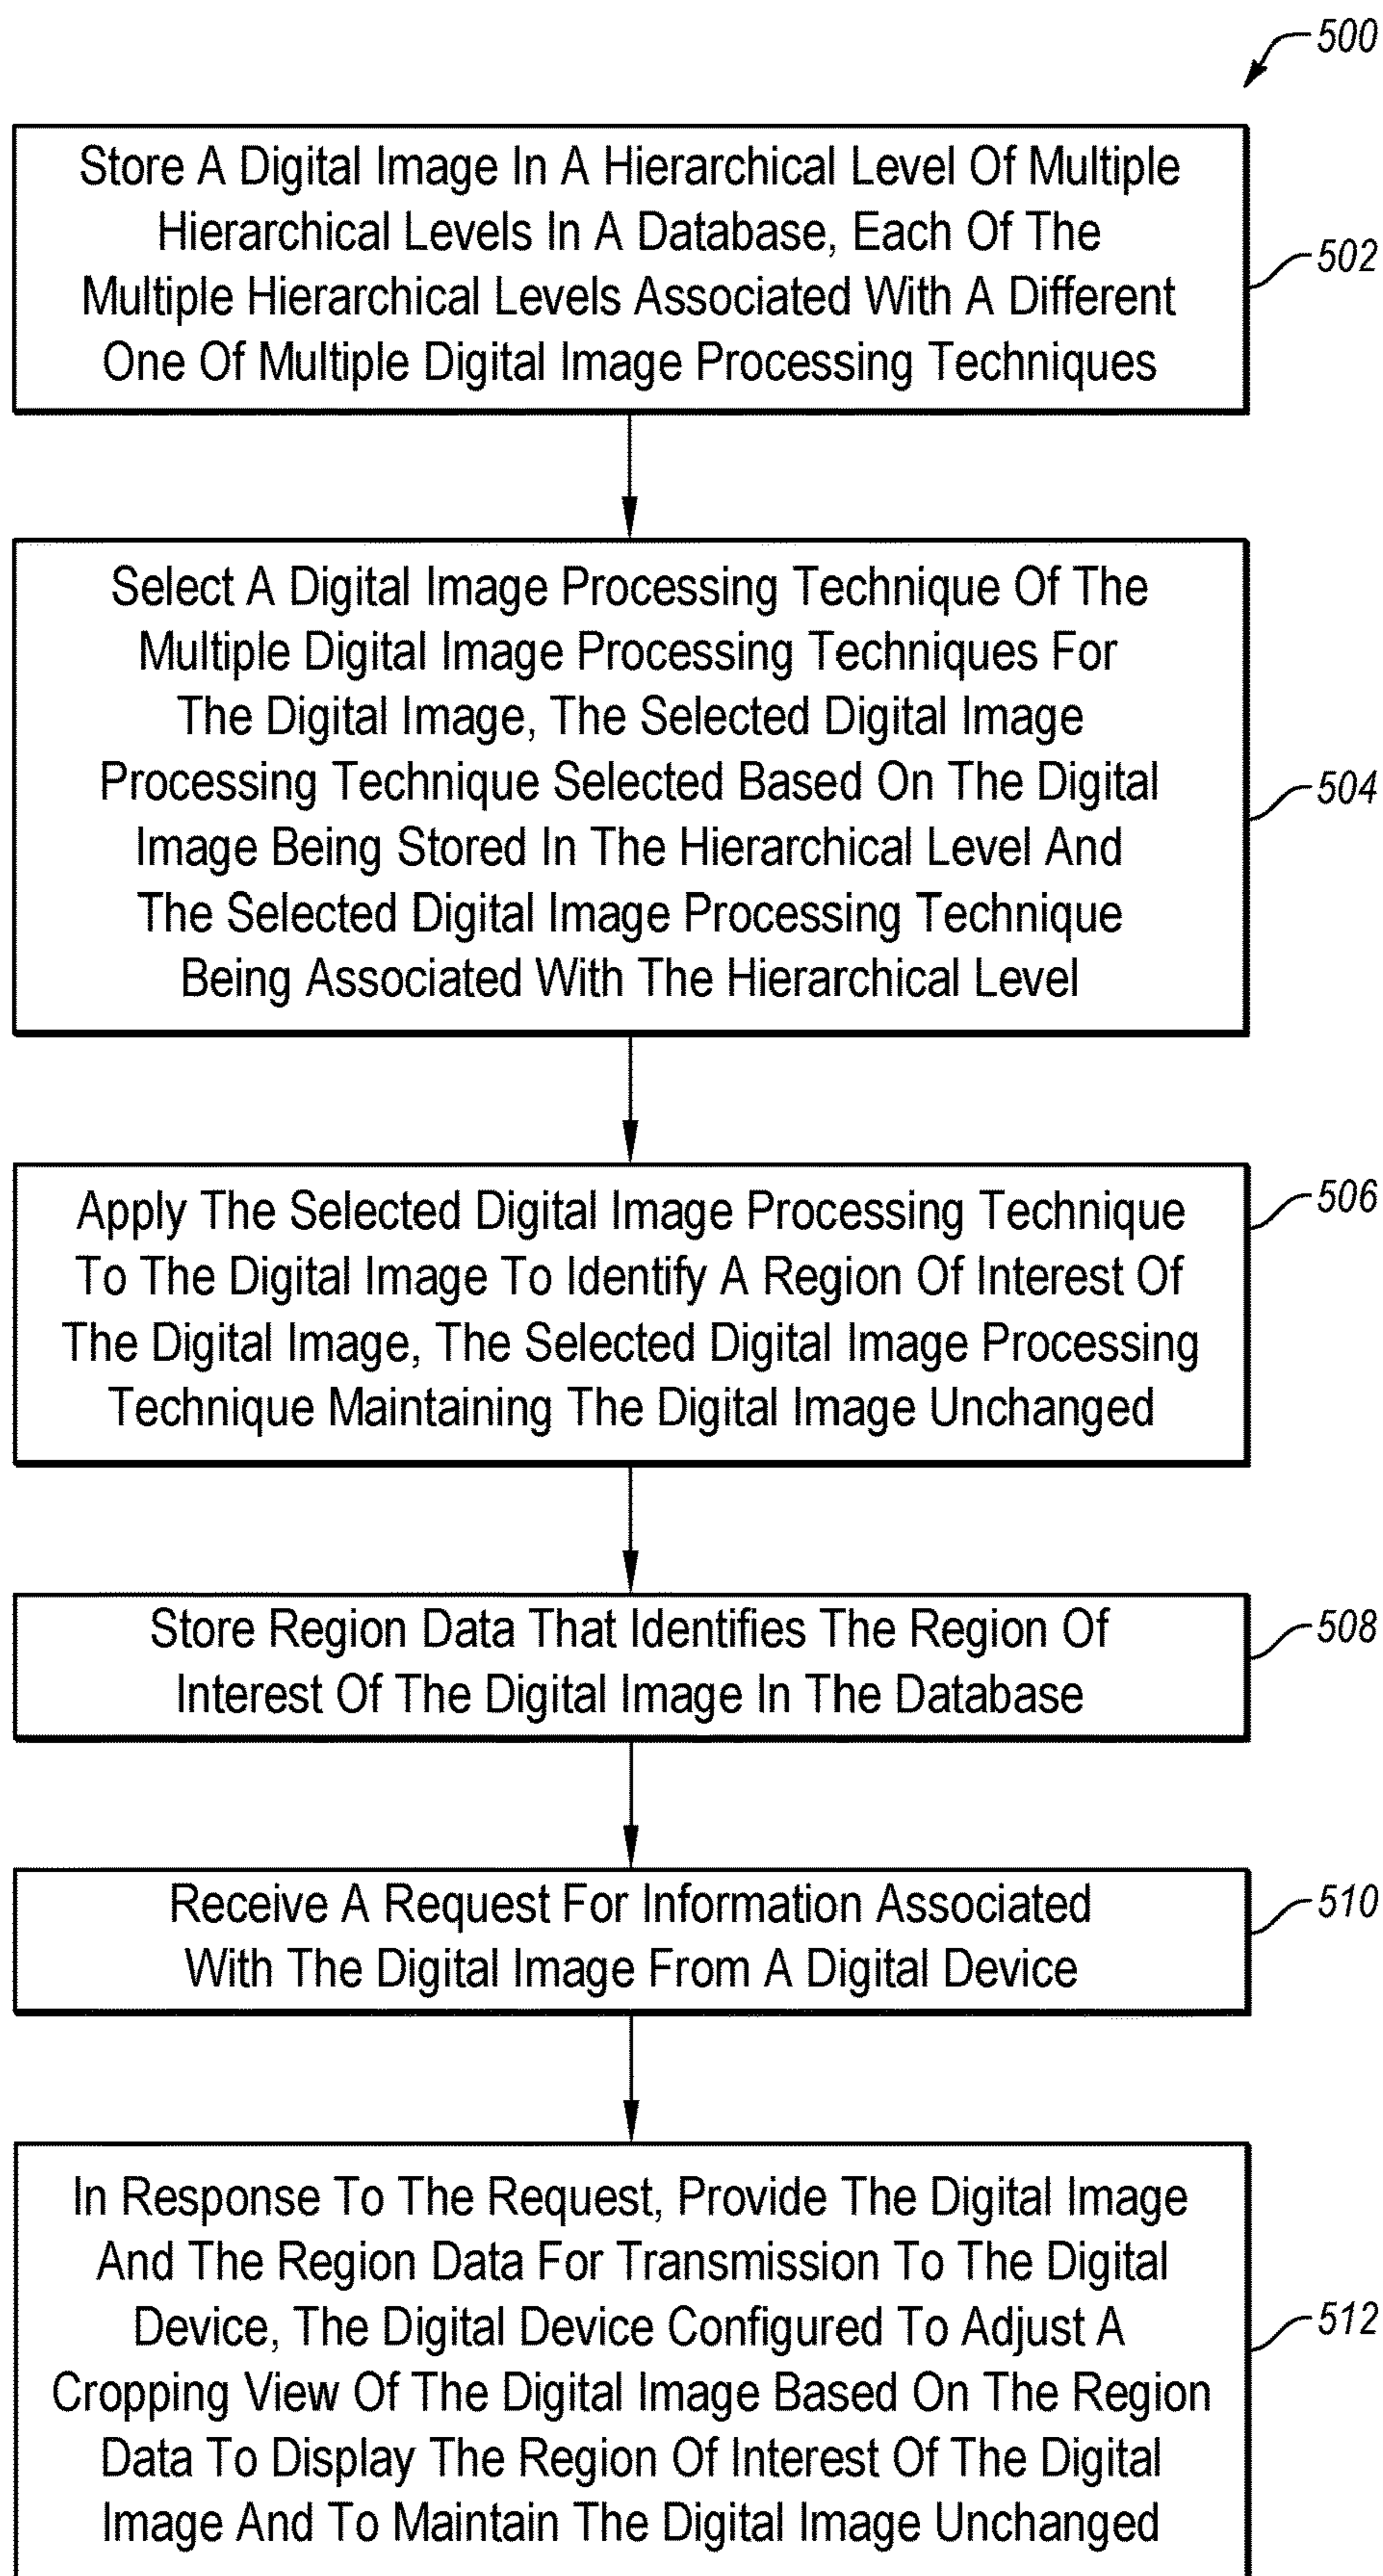 500
Store A Digital Image In A Hierarchical Level Of Multiple
Hierarchical Levels In A Database, Each Of The
Multiple Hierarchical Levels Associated With A Different
One Of Multiple Digital Image Processing Techniques
502
Select A Digital Image Processing Technique Of The
Multiple Digital Image Processing Techniques For
The Digital Image, The Selected Digital Image
Processing Technique Selected Based On The Digital
Image Being Stored In The Hierarchical Level And
The Selected Digital Image Processing Technique
Being Associated With The Hierarchical Level
504
Apply The Selected Digital Image Processing Technique
To The Digital Image To Identify A Region Of Interest Of
The Digital Image, The Selected Digital Image Processing
Technique Maintaining The Digital Image Unchanged
506
Store Region Data That Identifies The Region Of
Interest Of The Digital Image In The Database
508
Receive A Request For Information Associated
With The Digital Image From A Digital Device
510
In Response To The Request, Provide The Digital Image
And The Region Data For Transmission To The Digital
Device, The Digital Device Configured To Adjust A
Cropping View Of The Digital Image Based On The Region
Data To Display The Region Of Interest Of The Digital
Image And To Maintain The Digital Image Unchanged
512